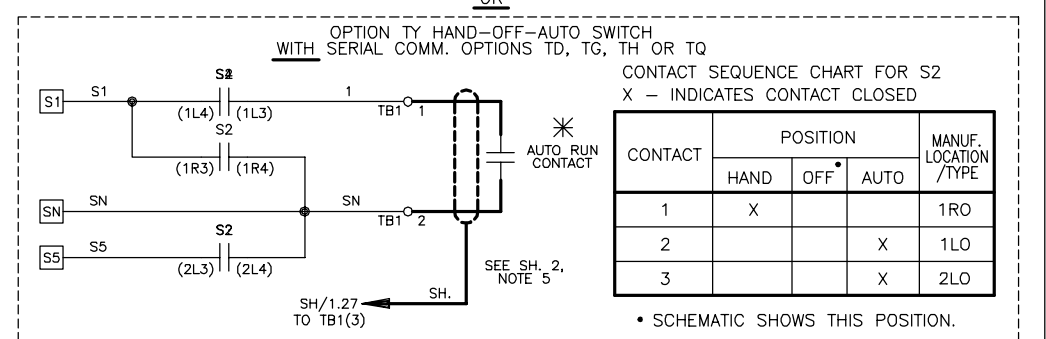 OR
OPTION TY HAND-OFF-AUTO SWITCH
WITH SERIAL COMM. OPTIONS TD, TG, TH OR TQ
S1 S1 (1L4) (1L3) 1 TB1 1
S2
(1R3) (1R4)
AUTO RUN
CONTACT
SN SN SN TB1 2
S5 S5 S2
(2L3) (2L4)
SEE SH. 2,
NOTE 5
SH/1.27 SH.
TO TB1(3)
CONTACT SEQUENCE CHART FOR S2
X - INDICATES CONTACT CLOSED
CONTACT POSITION MANUF. LOCATION /TYPE
HAND OFF• AUTO
1 X 1RO
2 X 1LO
3 X 2LO
• SCHEMATIC SHOWS THIS POSITION.